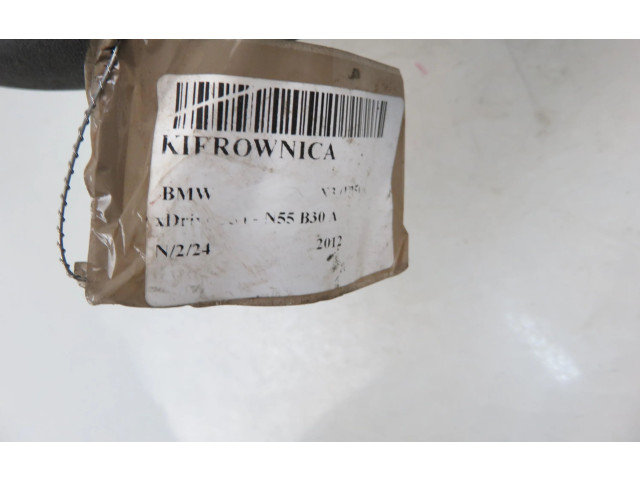 KIEROWNICA
BMW
N55 B30 A
N/2/24 2012